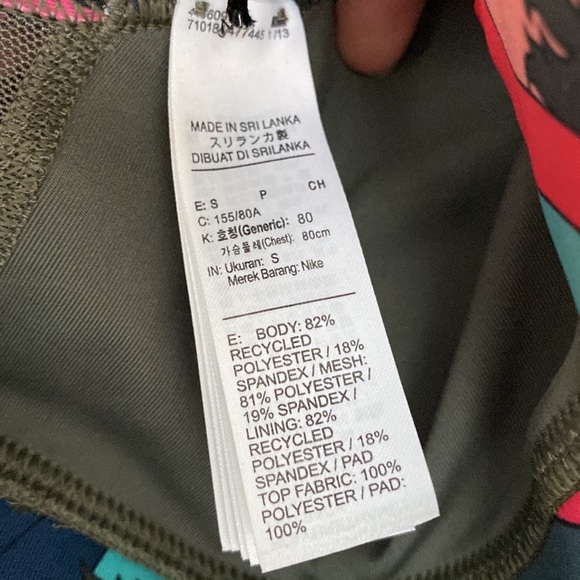 1/13
MADE IN SRI LANKA
スリランカ製
DIBUAT DI SRILANKA
E: S P CH
C: 155/80A
K: 호칭(Generic): 80
가슴둘레(Chest): 80cm
IN: Ukuran: S
Merek Barang: Nike
E: BODY: 82%
RECYCLED
POLYESTER / 18%
SPANDEX / MESH:
81% POLYESTER /
19% SPANDEX /
LINING: 82%
RECYCLED
POLYESTER / 18%
SPANDEX / PAD
TOP FABRIC: 100%
POLYESTER / PAD:
100%